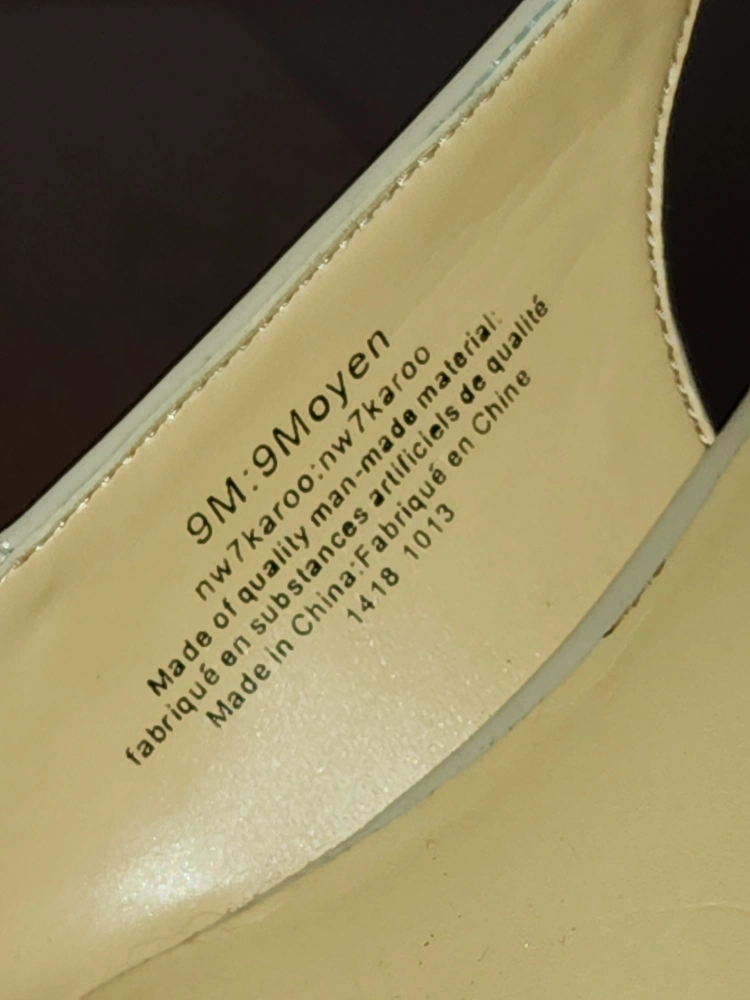 9M:9Moyen
nw7karoo:nw7karoo
Made of quality man-made material:
fabriqué en substances artificiels de qualité
Made in China:Fabriqué en Chine
1418 1013